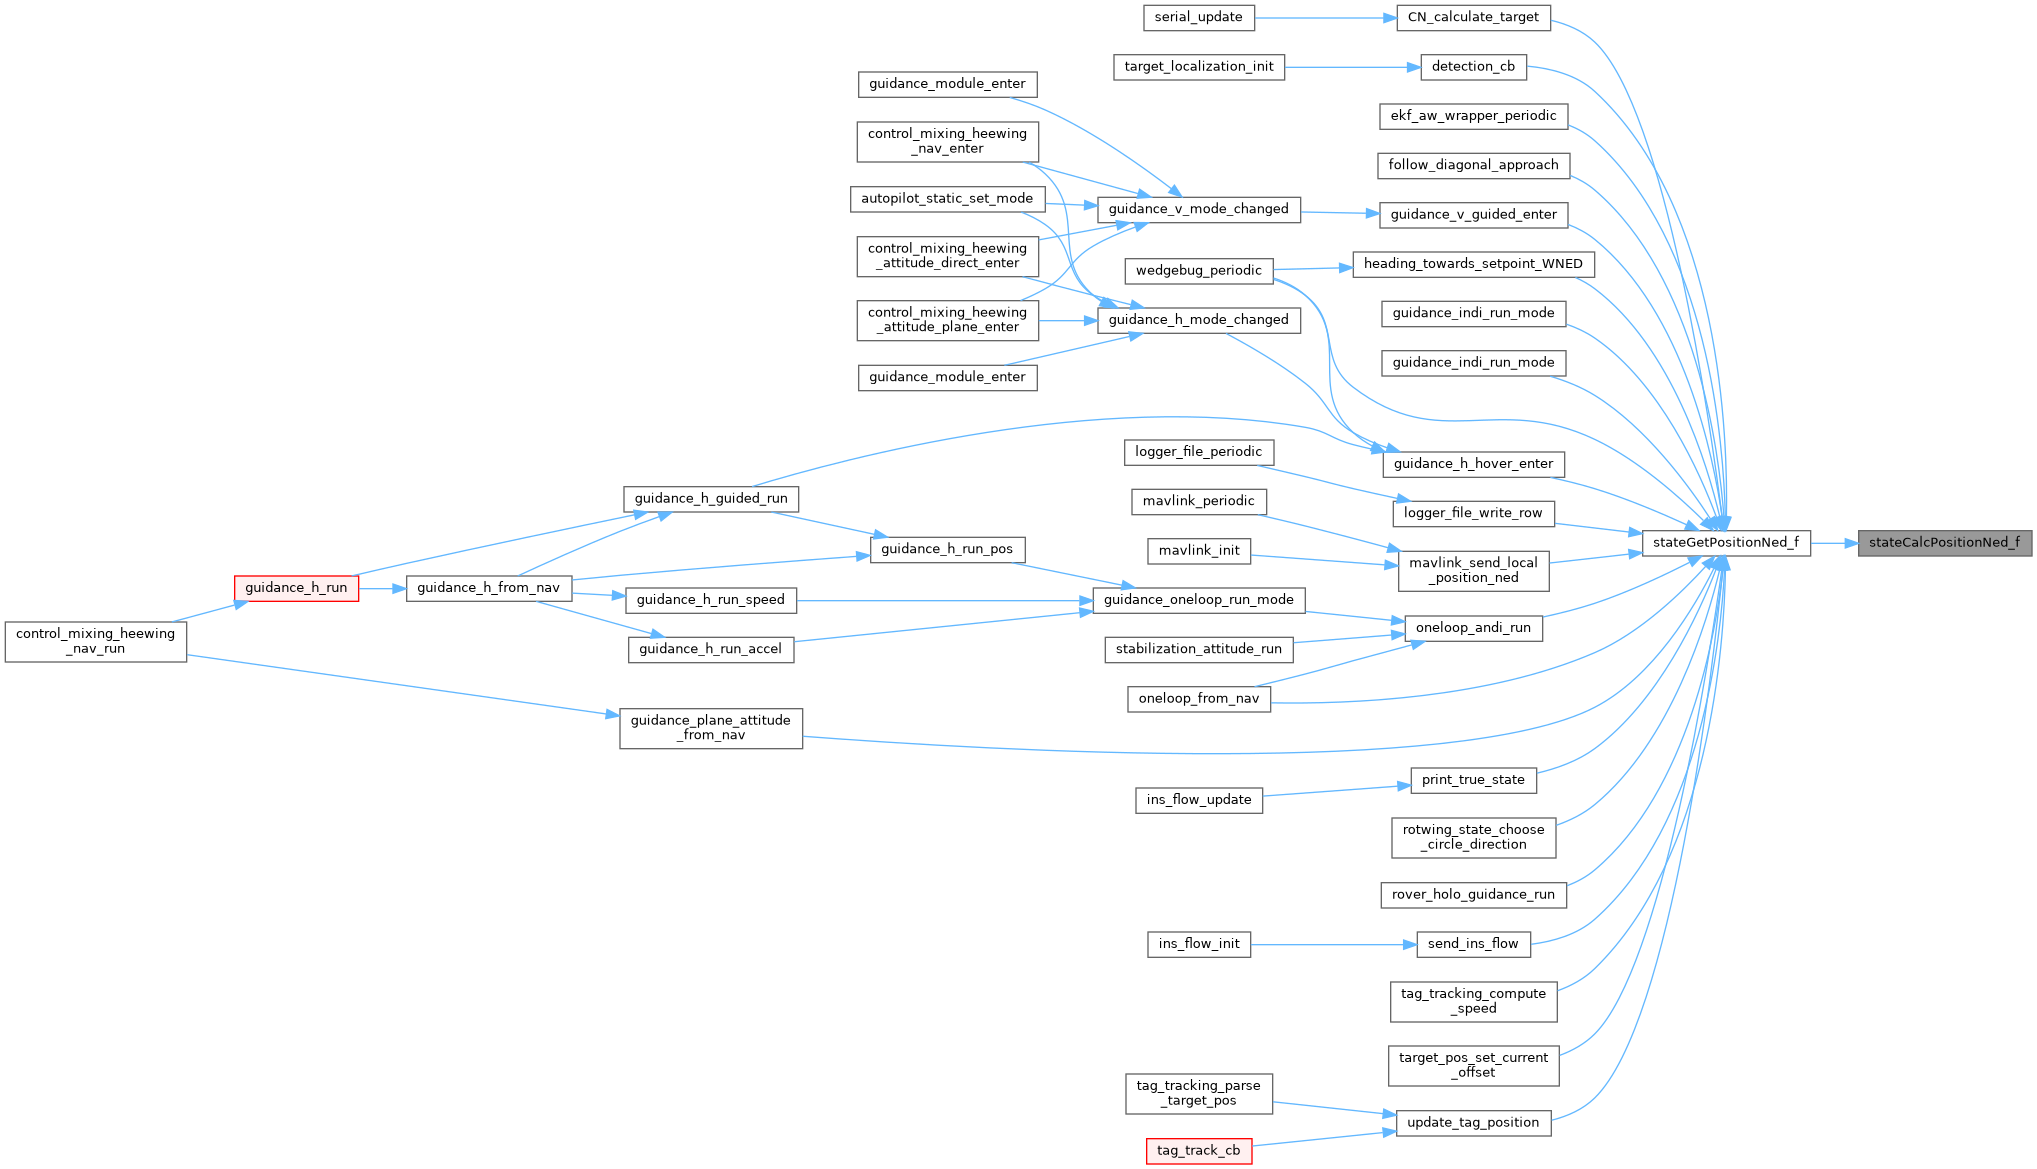 serial_update
CN_calculate_target
target_localization_init
detection_cb
guidance_module_enter
ekf_aw_wrapper_periodic
control_mixing_heewing
_nav_enter
follow_diagonal_approach
autopilot_static_set_mode
guidance_v_mode_changed
guidance_v_guided_enter
control_mixing_heewing
_attitude_direct_enter
wedgebug_periodic
heading_towards_setpoint_WNED
control_mixing_heewing
_attitude_plane_enter
guidance_h_mode_changed
guidance_indi_run_mode
guidance_indi_run_mode
guidance_module_enter
logger_file_periodic
guidance_h_hover_enter
guidance_h_guided_run
mavlink_periodic
logger_file_write_row
stateGetPositionNed_f
stateCalcPositionNed_f
guidance_h_run_pos
mavlink_init
mavlink_send_local
_position_ned
guidance_h_run
guidance_h_from_nav
guidance_h_run_speed
guidance_oneloop_run_mode
oneloop_andi_run
control_mixing_heewing
_nav_run
guidance_h_run_accel
stabilization_attitude_run
oneloop_from_nav
guidance_plane_attitude
_from_nav
print_true_state
ins_flow_update
rotwing_state_choose
_circle_direction
rover_holo_guidance_run
ins_flow_init
send_ins_flow
tag_tracking_compute
_speed
target_pos_set_current
_offset
tag_tracking_parse
_target_pos
update_tag_position
tag_track_cb